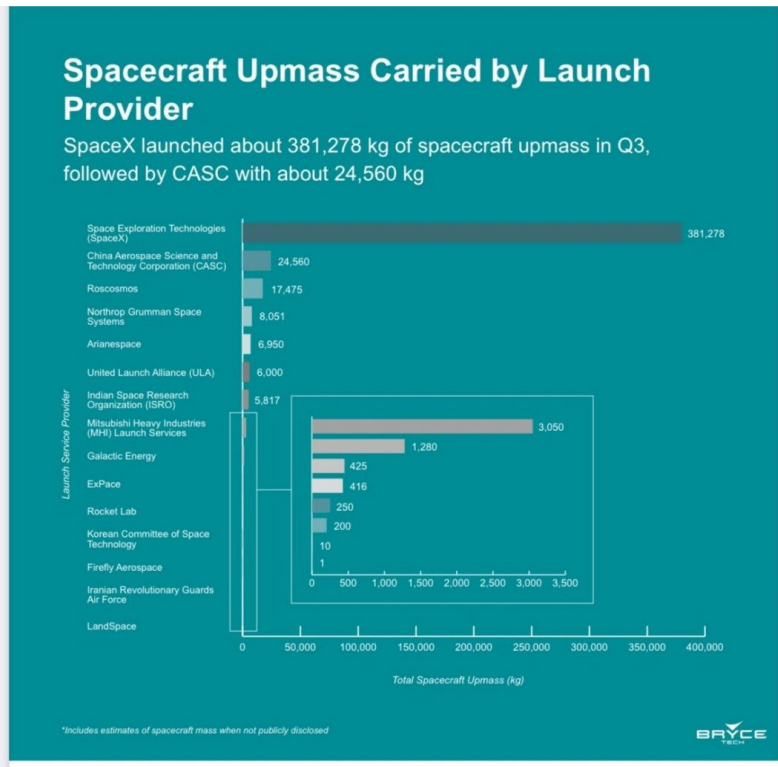 Spacecraft Upmass Carried by Launch
Provider
SpaceX launched about 381,278 kg of spacecraft upmass in Q3,
followed by CASC with about 24,560 kg
Launch Service Provider
Space Exploration Technologies
(SpaceX)
381,278
China Aerospace Science and
Technology Corporation (CASC)
24,560
Roscosmos
17,475
Northrop Grumman Space
Systems
8,051
Arianespace
6,950
United Launch Alliance (ULA)
6,000
Indian Space Research
Organization (ISRO)
5,817
Mitsubishi Heavy Industries
(MHI) Launch Services
Galactic Energy
ExPace
Rocket Lab
Korean Committee of Space
Technology
Firefly Aerospace
Iranian Revolutionary Guards
Air Force
LandSpace
3,050
1,280
425
416
250
200
10
1
0 500 1,000 1,500 2,000 2,500 3,000 3,500
0 50,000 100,000 150,000 200,000 250,000 300,000 350,000 400,000
Total Spacecraft Upmass (kg)
*Includes estimates of spacecraft mass when not publicly disclosed
BRYCE
TECH